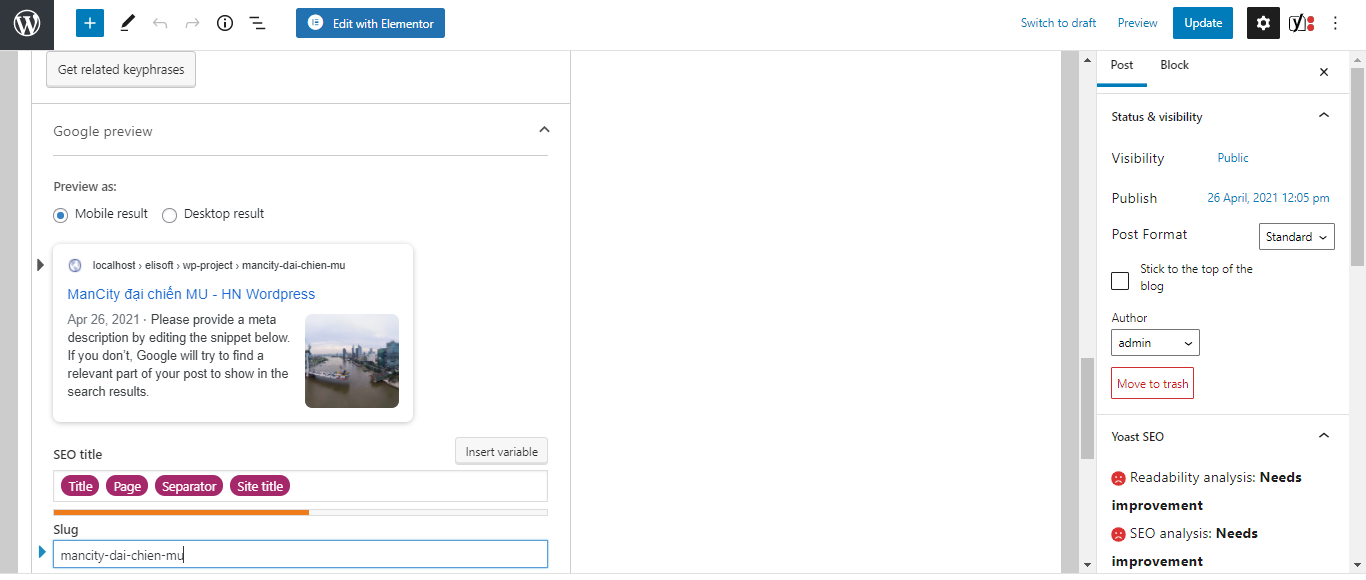 Edit with Elementor
Switch to draft
Preview
Update
Get related keyphrases
Google preview
Preview as:
Mobile result
Desktop result
localhost › elisoft › wp-project › mancity-dai-chien-mu
ManCity đại chiến MU - HN Wordpress
Apr 26, 2021 · Please provide a meta
description by editing the snippet below.
If you don't, Google will try to find a
relevant part of your post to show in the
search results.
SEO title
Insert variable
Title Page Separator Site title
Slug
mancity-dai-chien-mu
Post
Block
Status & visibility
Visibility
Public
Publish
26 April, 2021 12:05 pm
Post Format
Standard
Stick to the top of the
blog
Author
admin
Move to trash
Yoast SEO
Readability analysis: Needs
improvement
SEO analysis: Needs
improvement